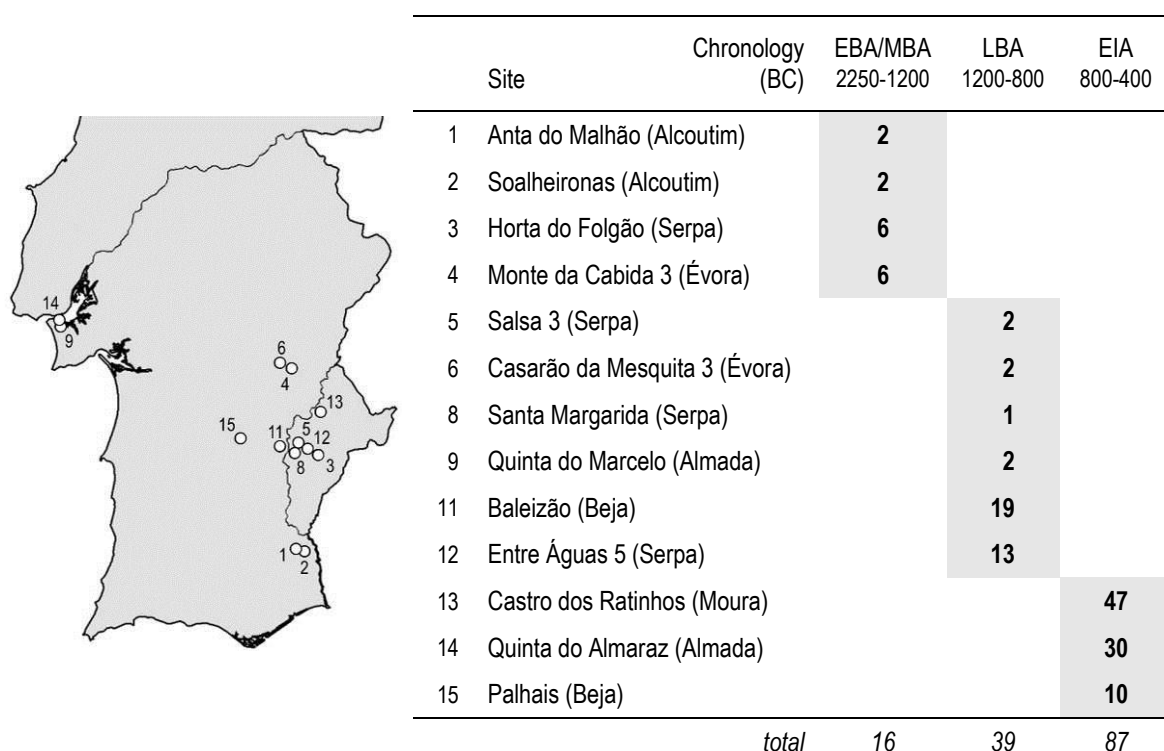 Chronology EBA/MBA LBA EIA
Site (BC) 2250-1200 1200-800 800-400
1 Anta do Malhão (Alcoutim) 2
2 Soalheironas (Alcoutim) 2
3 Horta do Folgão (Serpa) 6
4 Monte da Cabida 3 (Évora) 6
5 Salsa 3 (Serpa) 2
6 Casarão da Mesquita 3 (Évora) 2
8 Santa Margarida (Serpa) 1
9 Quinta do Marcelo (Almada) 2
11 Baleizão (Beja) 19
12 Entre Águas 5 (Serpa) 13
13 Castro dos Ratinhos (Moura) 47
14 Quinta do Almaraz (Almada) 30
15 Palhais (Beja) 10
total 16 39 87
14
9
6
4
13
15
11
5
12
8
3
1
2